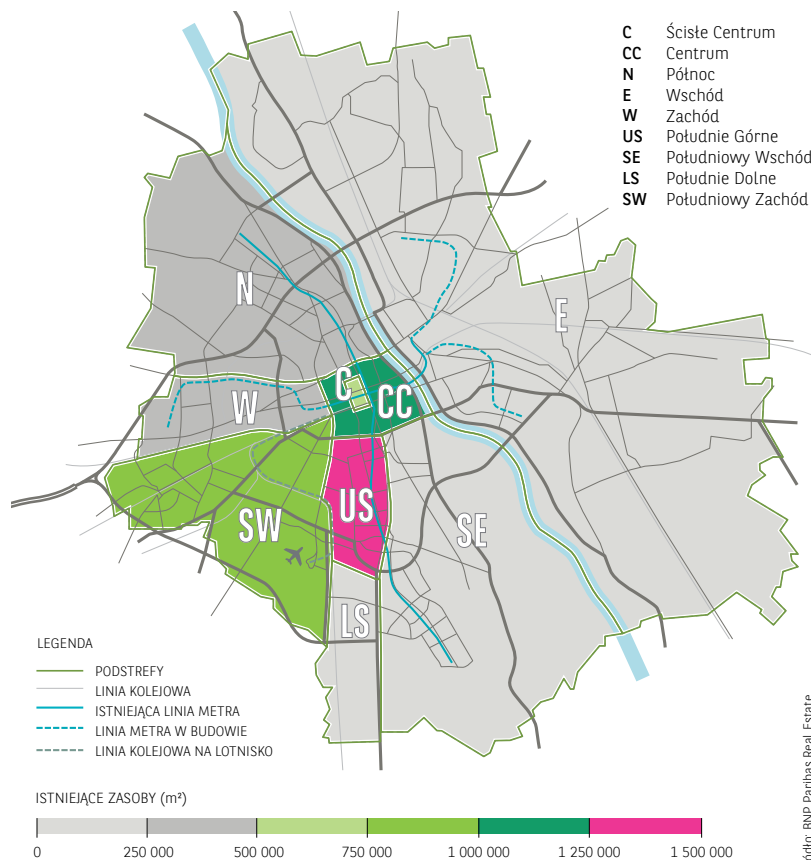 C Ścisłe Centrum
CC Centrum
N Północ
E Wschód
W Zachód
US Południe Górne
SE Południowy Wschód
LS Południe Dolne
SW Południowy Zachód
N
E
C
CC
W
US
SW
SE
LS
LEGENDA
PODSTREFY
LINIA KOLEJOWA
ISTNIEJĄCA LINIA METRA
LINIA METRA W BUDOWIE
LINIA KOLEJOWA NA LOTNISKO
ISTNIEJĄCE ZASOBY (m²)
0 250 000 500 000 750 000 1 000 000 1 250 000 1 500 000
BNP Paribas Real Estate